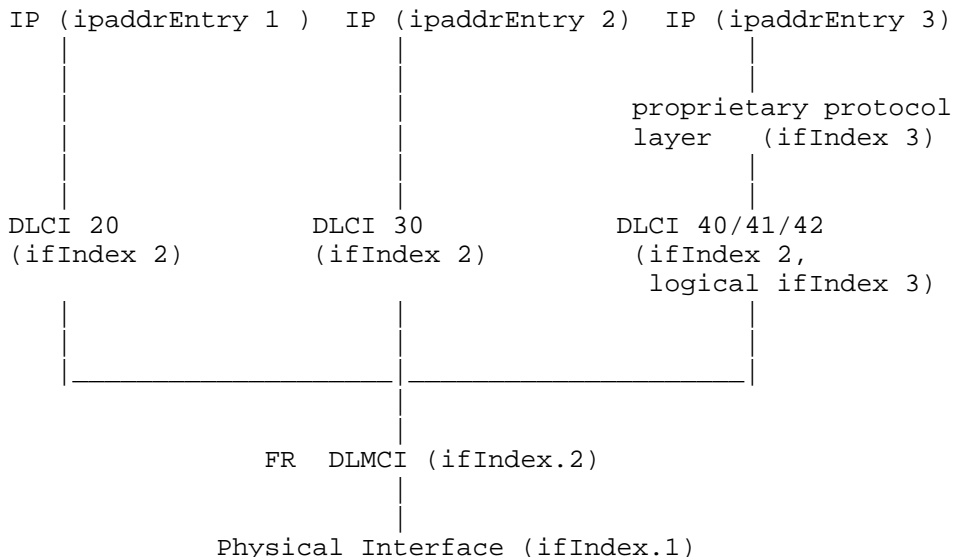 IP (ipaddrEntry 1 ) IP (ipaddrEntry 2) IP (ipaddrEntry 3)
proprietary protocol
layer (ifIndex 3)
DLCI 20 DLCI 30 DLCI 40/41/42
(ifIndex 2) (ifIndex 2) (ifIndex 2,
logical ifIndex 3)
FR DLMCI (ifIndex.2)
Physical Interface (ifIndex.1)